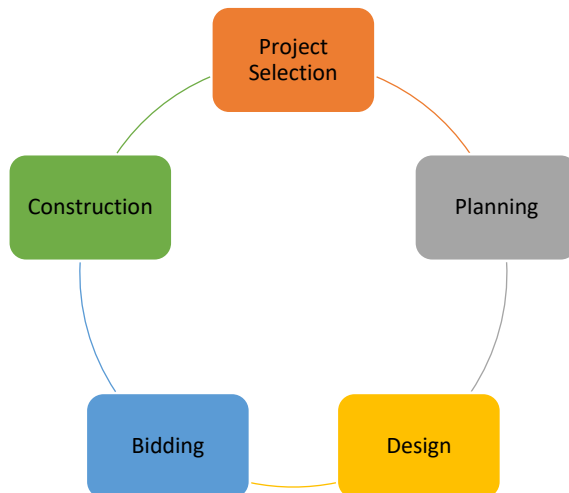 Project
Selection
Planning
Design
Bidding
Construction